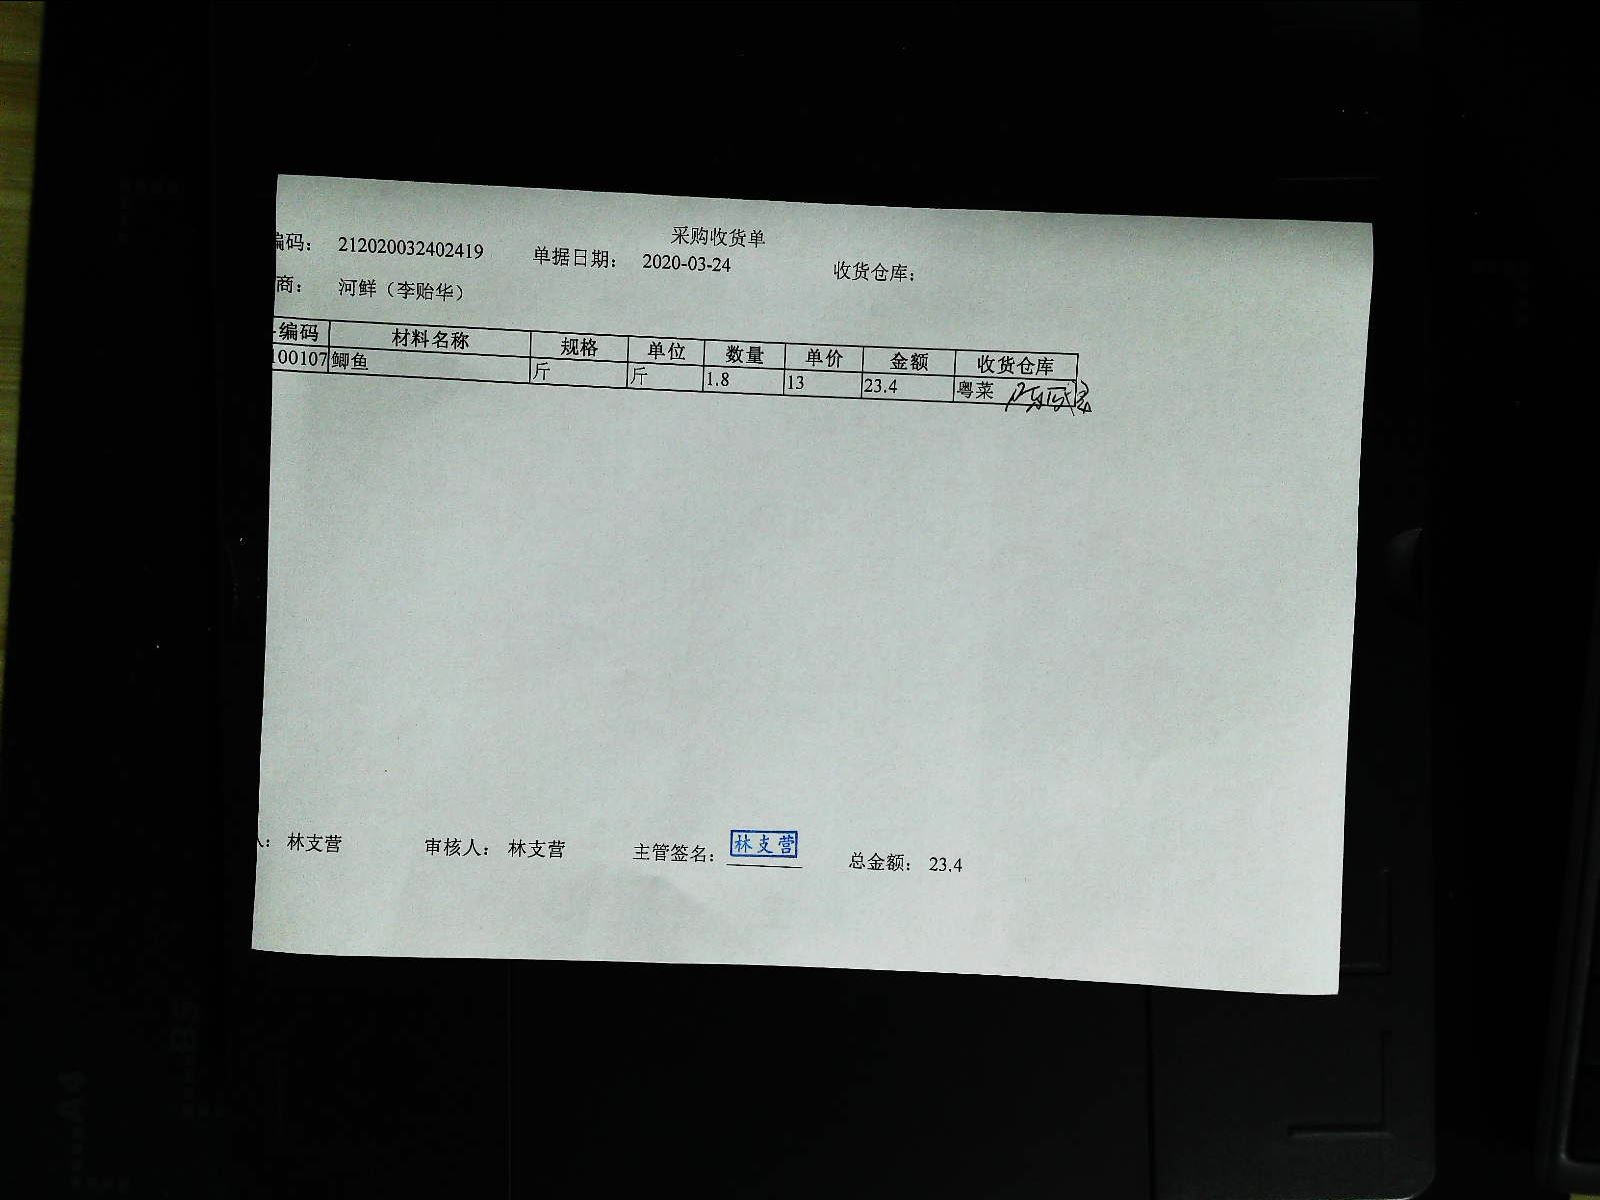 采购收货单
编码： 212020032402419 单据日期： 2020-03-24 收货仓库：
商： 河鲜（李贻华）
编码 材料名称 规格 单位 数量 单价 金额 收货仓库
100107 鲫鱼 斤 斤 1.8 13 23.4 粤菜
人： 林支营 审核人： 林支营 主管签名： 林支营 总金额： 23.4